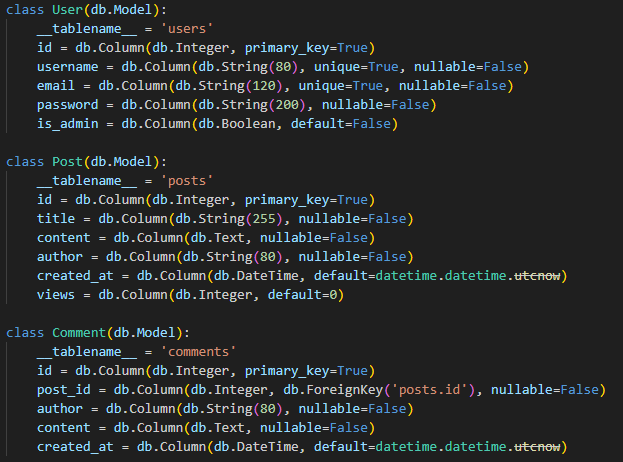 class User(db.Model):
    __tablename__ = 'users'
    id = db.Column(db.Integer, primary_key=True)
    username = db.Column(db.String(80), unique=True, nullable=False)
    email = db.Column(db.String(120), unique=True, nullable=False)
    password = db.Column(db.String(200), nullable=False)
    is_admin = db.Column(db.Boolean, default=False)

class Post(db.Model):
    __tablename__ = 'posts'
    id = db.Column(db.Integer, primary_key=True)
    title = db.Column(db.String(255), nullable=False)
    content = db.Column(db.Text, nullable=False)
    author = db.Column(db.String(80), nullable=False)
    created_at = db.Column(db.DateTime, default=datetime.datetime.utcnow)
    views = db.Column(db.Integer, default=0)

class Comment(db.Model):
    __tablename__ = 'comments'
    id = db.Column(db.Integer, primary_key=True)
    post_id = db.Column(db.Integer, db.ForeignKey('posts.id'), nullable=False)
    author = db.Column(db.String(80), nullable=False)
    content = db.Column(db.Text, nullable=False)
    created_at = db.Column(db.DateTime, default=datetime.datetime.utcnow)